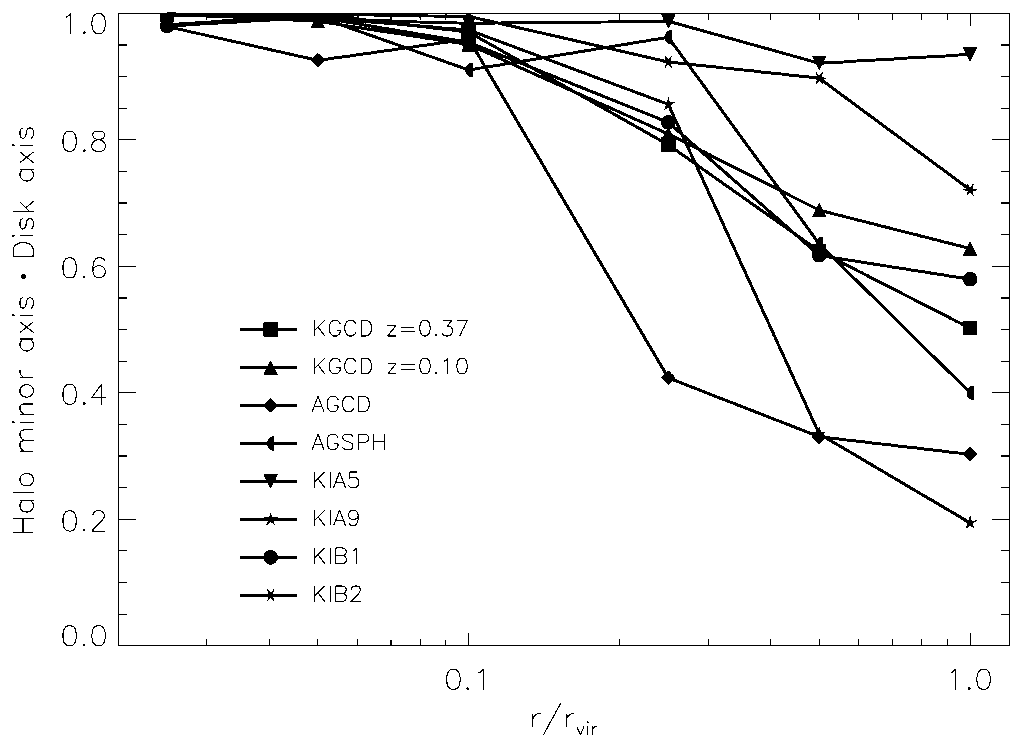 1.0
0.8
0.6
0.4
0.2
0.0
Halo minor axis · Disk axis
KGCD z=0.37
KGCD z=0.10
AGCD
AGSPH
KIA5
KIA9
KIB1
KIB2
0.1 1.0
r/r_vir